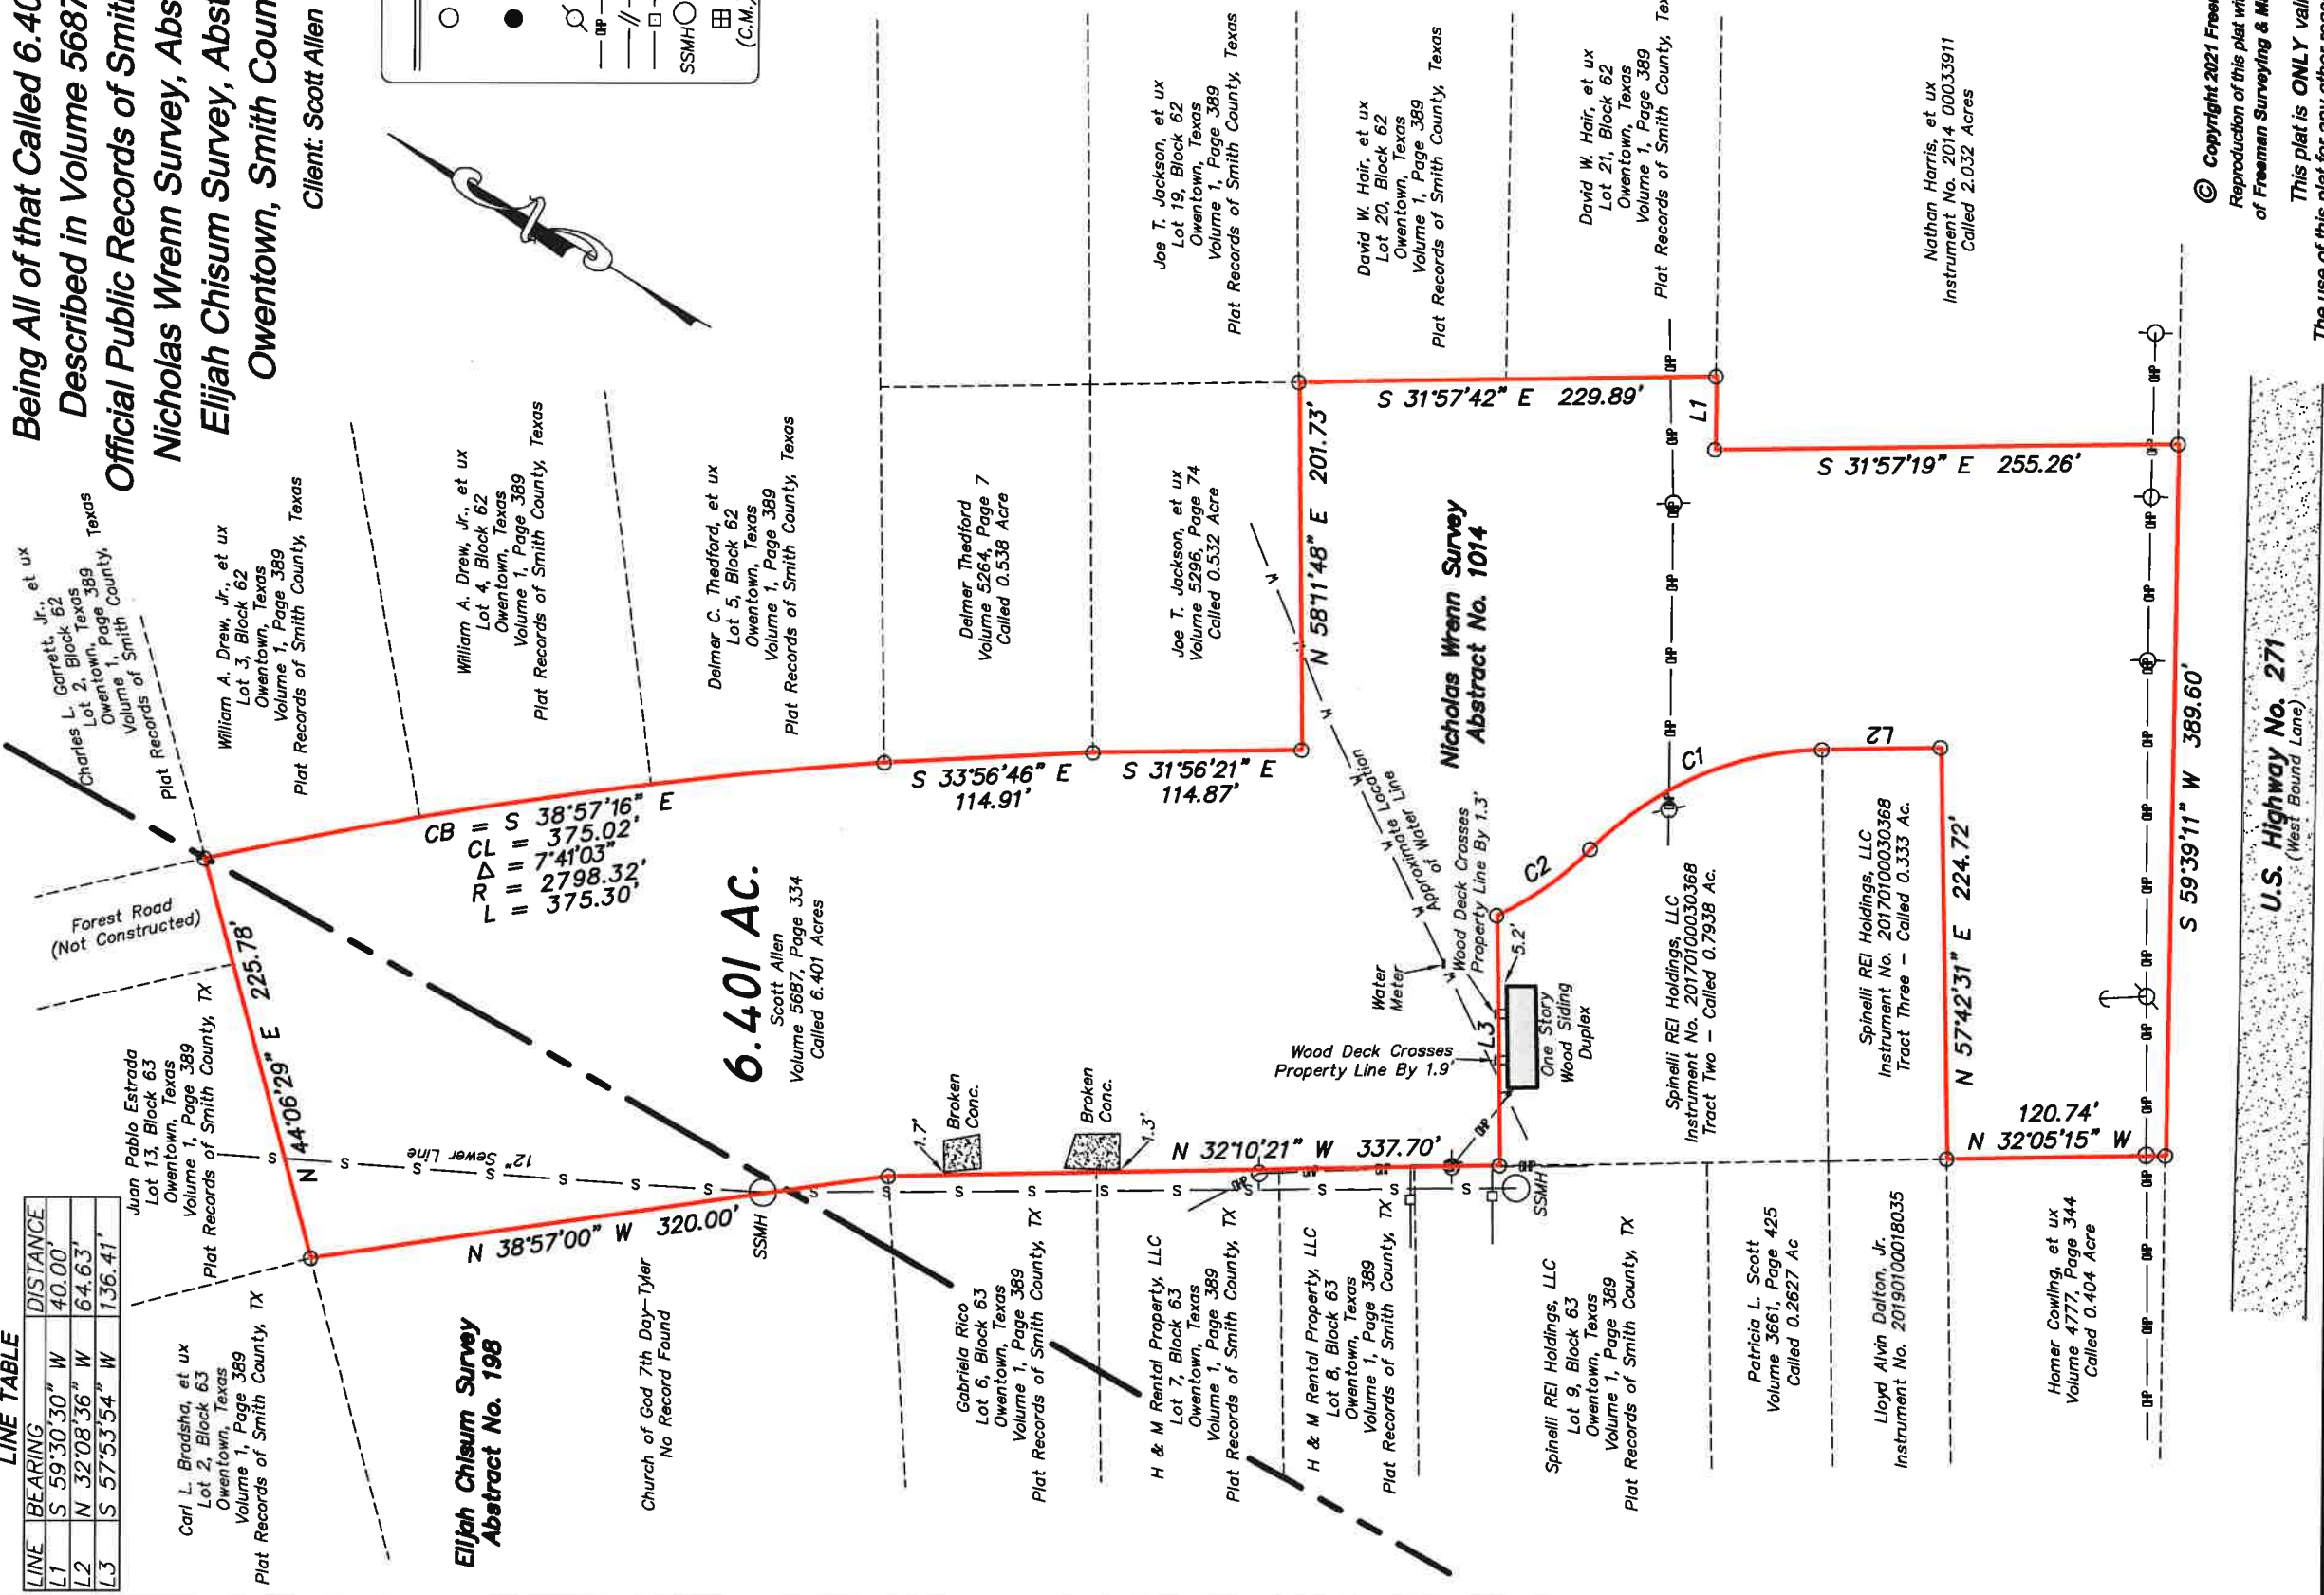 Being All of that Called 6.40
Described in Volume 5687
Official Public Records of Smith
Nicholas Wrenn Survey, Abs
Elijah Chisum Survey, Abst
Owentown, Smith Coun
Client: Scott Allen
LINE TABLE
LINE BEARING DISTANCE
L1 S 59°30'30" W 40.00'
L2 N 32°08'36" W 64.63'
L3 S 57°53'54" W 136.41'
OHP
SSMH
(C.M.)
Charles L. Garrett, Jr., et ux
Lot 2, Block 62
Owentown, Texas
Volume 1, Page 389
Plat Records of Smith County, Texas
William A. Drew, Jr., et ux
Lot 3, Block 62
Owentown, Texas
Volume 1, Page 389
Plat Records of Smith County, Texas
William A. Drew, Jr., et ux
Lot 4, Block 62
Owentown, Texas
Volume 1, Page 389
Plat Records of Smith County, Texas
Delmer C. Thedford, et ux
Lot 5, Block 62
Owentown, Texas
Volume 1, Page 389
Plat Records of Smith County, Texas
Delmer Thedford
Volume 5264, Page 7
Called 0.538 Acre
Joe T. Jackson, et ux
Volume 5296, Page 74
Called 0.532 Acre
Joe T. Jackson, et ux
Lot 19, Block 62
Owentown, Texas
Volume 1, Page 389
Plat Records of Smith County, Texas
David W. Hair, et ux
Lot 20, Block 62
Owentown, Texas
Volume 1, Page 389
Plat Records of Smith County, Texas
David W. Hair, et ux
Lot 21, Block 62
Owentown, Texas
Volume 1, Page 389
Plat Records of Smith County, Tex
Nathan Harris, et ux
Instrument No. 2014 00033911
Called 2.032 Acres
Forest Road
(Not Constructed)
N 44°06'29" E 225.78'
CB = S 38°57'16" E
CL = 375.02'
Δ = 7°41'03"
R = 2798.32'
L = 375.30'
S 33°56'46" E
114.91'
S 31°56'21" E
114.87'
N 58°11'48" E 201.73'
S 31°57'42" E 229.89'
L1
S 31°57'19" E 255.26'
S 59°39'11" W 389.60'
N 32°05'15" W
120.74'
N 57°42'31" E 224.72'
L2
C1
C2
L3
N 32°10'21" W 337.70'
N 38°57'00" W 320.00'
6.401 AC.
Scott Allen
Volume 5687, Page 334
Called 6.401 Acres
Nicholas Wrenn Survey
Abstract No. 1014
Elijah Chisum Survey
Abstract No. 198
Approximate Location
of Water Line
Water
Meter
Wood Deck Crosses
Property Line By 1.3'
Wood Deck Crosses
Property Line By 1.9'
5.2'
One Story
Wood Siding
Duplex
Broken
Conc.
1.7'
Broken
Conc.
1.3'
12" Sewer Line
SSMH
SSMH
Juan Pablo Estrada
Lot 13, Block 63
Owentown, Texas
Volume 1, Page 389
Plat Records of Smith County, TX
Carl L. Bradsha, et ux
Lot 2, Block 63
Owentown, Texas
Volume 1, Page 389
Plat Records of Smith County, TX
Church of God 7th Day-Tyler
No Record Found
Gabriela Rico
Lot 6, Block 63
Owentown, Texas
Volume 1, Page 389
Plat Records of Smith County, TX
H & M Rental Property, LLC
Lot 7, Block 63
Owentown, Texas
Volume 1, Page 389
Plat Records of Smith County, TX
H & M Rental Property, LLC
Lot 8, Block 63
Owentown, Texas
Volume 1, Page 389
Plat Records of Smith County, TX
Spinelli REI Holdings, LLC
Lot 9, Block 63
Owentown, Texas
Volume 1, Page 389
Plat Records of Smith County, TX
Patricia L. Scott
Volume 3661, Page 425
Called 0.2627 Ac
Lloyd Alvin Dalton, Jr.
Instrument No. 20190100018035
Homer Cowling, et ux
Volume 4777, Page 344
Called 0.404 Acre
Spinelli REI Holdings, LLC
Instrument No. 20170100030368
Tract Two - Called 0.7938 Ac.
Spinelli REI Holdings, LLC
Instrument No. 20170100030368
Tract Three - Called 0.333 Ac.
U.S. Highway No. 271
(West Bound Lane)
© Copyright 2021 Free
Reproduction of this plat wi
of Freeman Surveying & M
This plat is ONLY vali
The use of this plat for any other